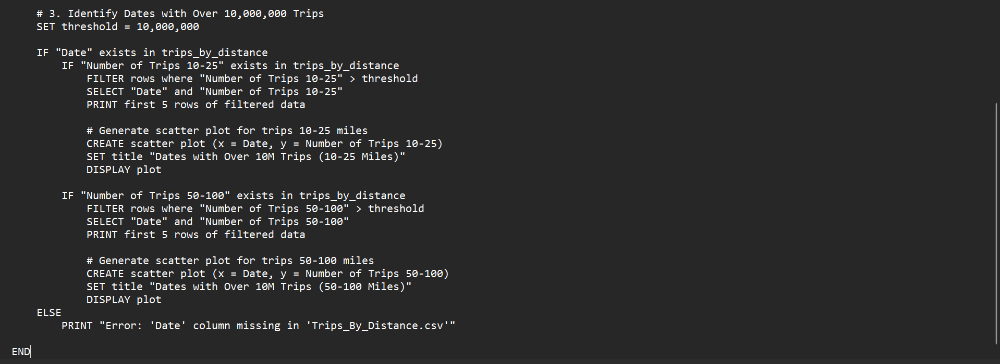 # 3. Identify Dates with Over 10,000,000 Trips
SET threshold = 10,000,000
IF "Date" exists in trips_by_distance
IF "Number of Trips 10-25" exists in trips_by_distance
FILTER rows where "Number of Trips 10-25" > threshold
SELECT "Date" and "Number of Trips 10-25"
PRINT first 5 rows of filtered data
# Generate scatter plot for trips 10-25 miles
CREATE scatter plot (x = Date, y = Number of Trips 10-25)
SET title "Dates with Over 10M Trips (10-25 Miles)"
DISPLAY plot
IF "Number of Trips 50-100" exists in trips_by_distance
FILTER rows where "Number of Trips 50-100" > threshold
SELECT "Date" and "Number of Trips 50-100"
PRINT first 5 rows of filtered data
# Generate scatter plot for trips 50-100 miles
CREATE scatter plot (x = Date, y = Number of Trips 50-100)
SET title "Dates with Over 10M Trips (50-100 Miles)"
DISPLAY plot
ELSE
PRINT "Error: 'Date' column missing in 'Trips_By_Distance.csv'"
END